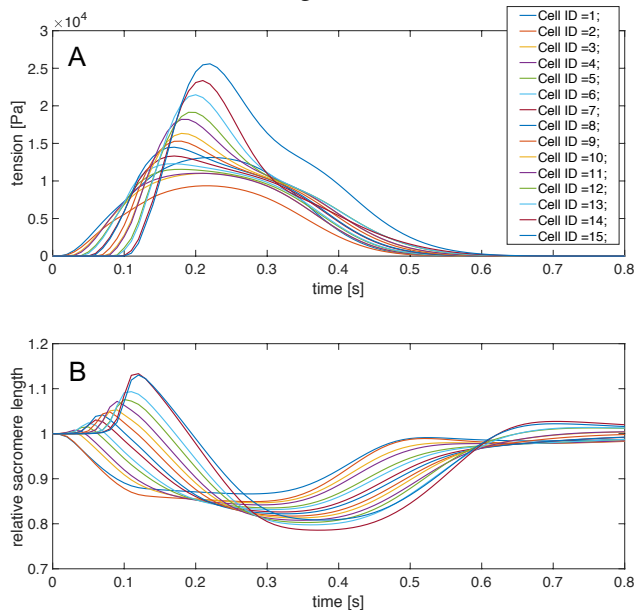 ×10⁴
A
3
2.5
2
1.5
1
0.5
0
tension [Pa]
0 0.1 0.2 0.3 0.4 0.5 0.6 0.7 0.8
time [s]
Cell ID =1;
Cell ID =2;
Cell ID =3;
Cell ID =4;
Cell ID =5;
Cell ID =6;
Cell ID =7;
Cell ID =8;
Cell ID =9;
Cell ID =10;
Cell ID =11;
Cell ID =12;
Cell ID =13;
Cell ID =14;
Cell ID =15;
B
1.2
1.1
1
0.9
0.8
0.7
relative sacromere length
0 0.1 0.2 0.3 0.4 0.5 0.6 0.7 0.8
time [s]